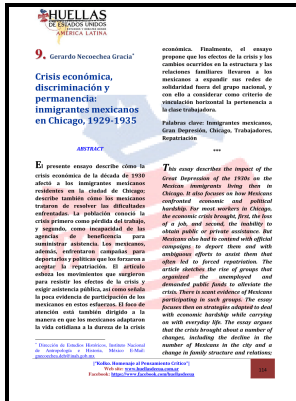 HUELLAS
DE ESTADOS UNIDOS
AMÉRICA LATINA
9. Gerardo Necoechea Gracia*
Crisis económica,
discriminación y
permanencia:
inmigrantes mexicanos
en Chicago, 1929-1935
ABSTRACT
El presente ensayo describe cómo la
crisis económica de la década de 1930
afectó a los inmigrantes mexicanos
residentes en la ciudad de Chicago;
describe también cómo los mexicanos
trataron de resolver las dificultades
enfrentadas. La población conoció la
crisis primero como pérdida del trabajo,
y segundo, como incapacidad de las
agencias de beneficencia para
suministrar asistencia. Los mexicanos,
además, enfrentaron campañas para
deportarlos y políticas que los forzaron a
aceptar la repatriación. El artículo
esboza los movimientos que surgieron
para resistir los efectos de la crisis y
exigir asistencia pública, así como señala
la poca evidencia de participación de los
mexicanos en estos esfuerzos. El foco de
atención está también dirigido a la
manera en que los mexicanos adaptaron
la vida cotidiana a la dureza de la crisis
* Dirección de Estudios Históricos, Instituto Nacional
de Antropología e Historia, México E-Mail:
económica. Finalmente, el ensayo
propone que los efectos de la crisis y los
cambios ocurridos en la estructura y las
relaciones familiares llevaron a los
mexicanos a expandir sus redes de
solidaridad fuera del grupo nacional, y
con ello a considerar como criterio de
vinculación horizontal la pertenencia a
la clase trabajadora.
Palabras clave: Inmigrantes mexicanos,
Gran Depresión, Chicago, Trabajadores,
Repatriación
***
This essay describes the impact of the
Great Depression of the 1930s on the
Mexican immigrants living then in
Chicago. It also focuses on how Mexicans
confronted economic and political
hardship. For most workers in Chicago,
the economic crisis brought, first, the loss
of a job, and second, the inability to
obtain public or private assistance. But
Mexicans also had to contend with official
campaigns, to deport them and with
ambiguous efforts to assist them that
often led to forced repatriation. The
article sketches the rise of groups that
organized the unemployed and
demanded public funds to alleviate the
crisis. There is scant evidence of Mexicans
participating in such groups. The essay
focuses then on strategies adopted to deal
with economic hardship while carrying
on with everyday life. The essay argues
that the crisis brought about a number of
changes, including the decline in the
number of Mexicans in the city and a
change in family structure and relations;
Web de situación: www.huellasdeeua.com.ar
Facebook: https://www.facebook.com/huellasdeeua